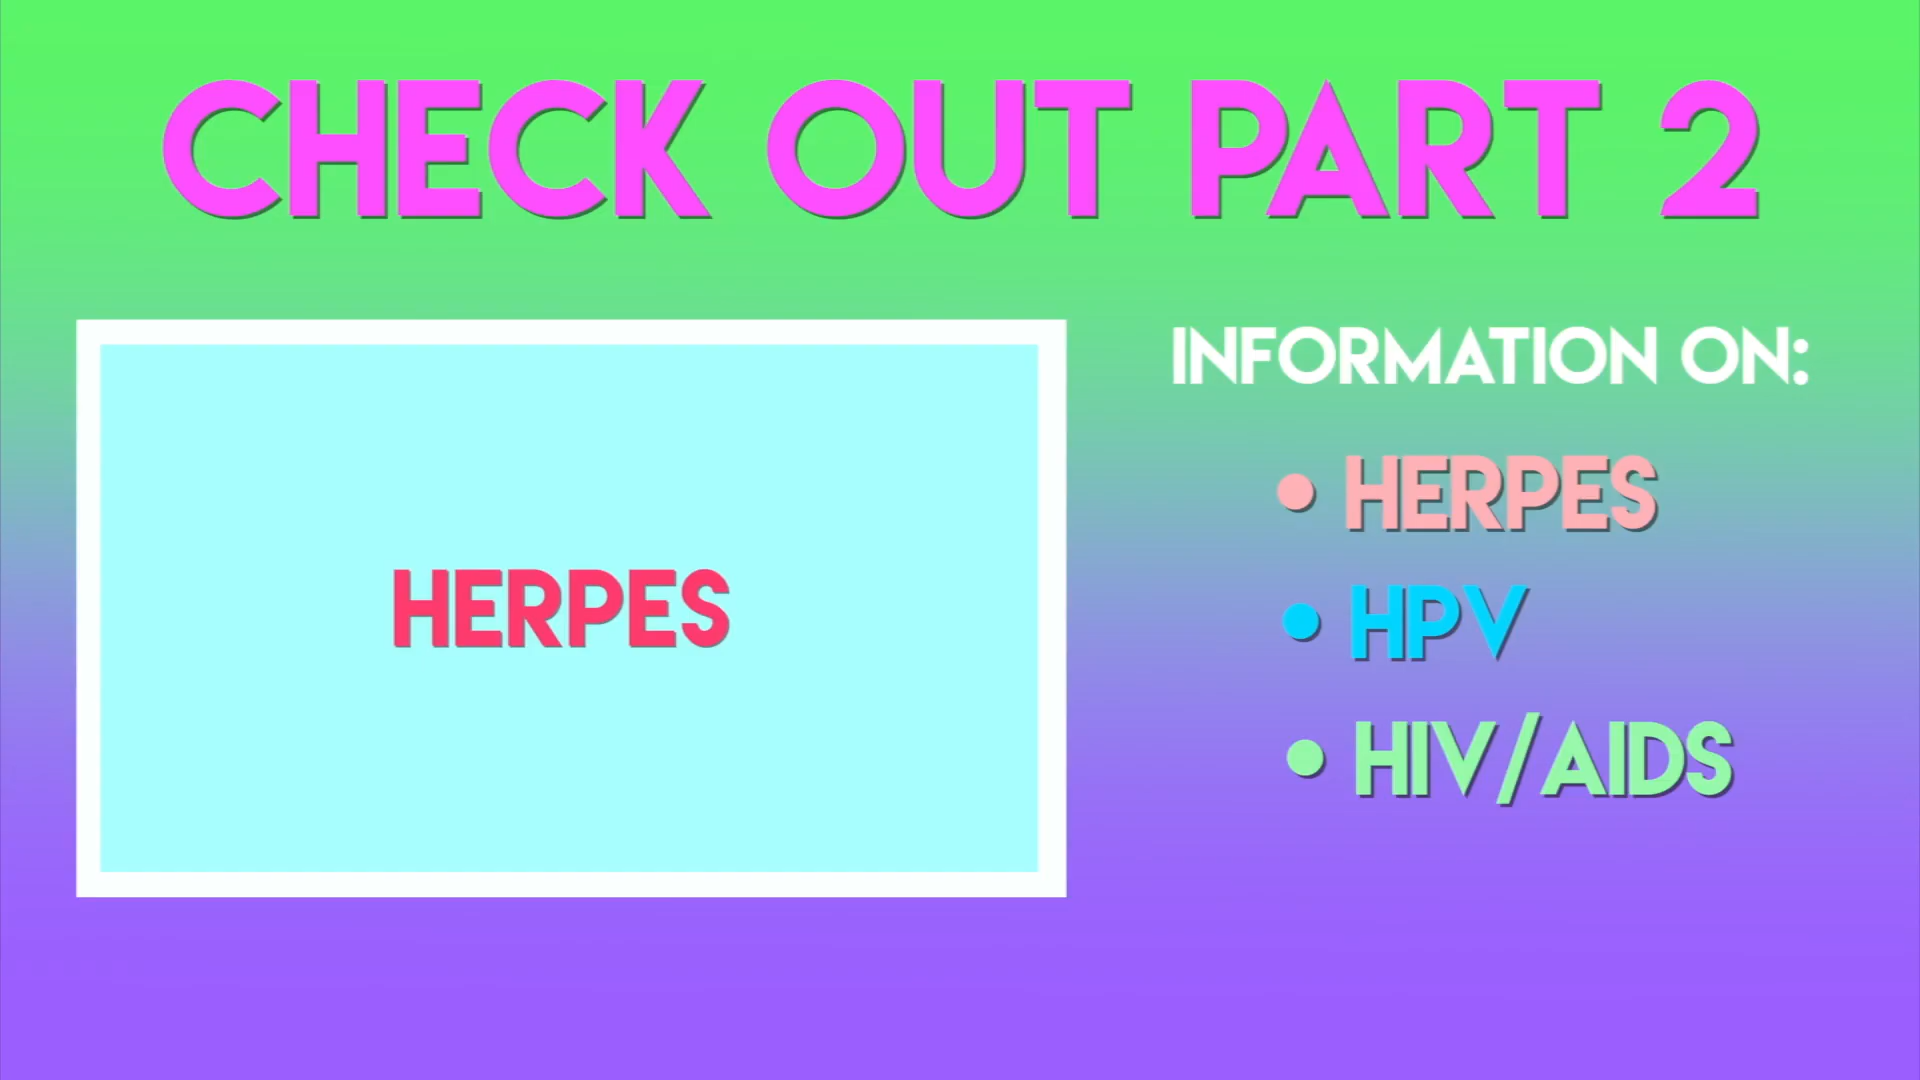 CHECK OUT PART 2
HERPES
INFORMATION ON:
• HERPES
• HPV
• HIV/AIDS